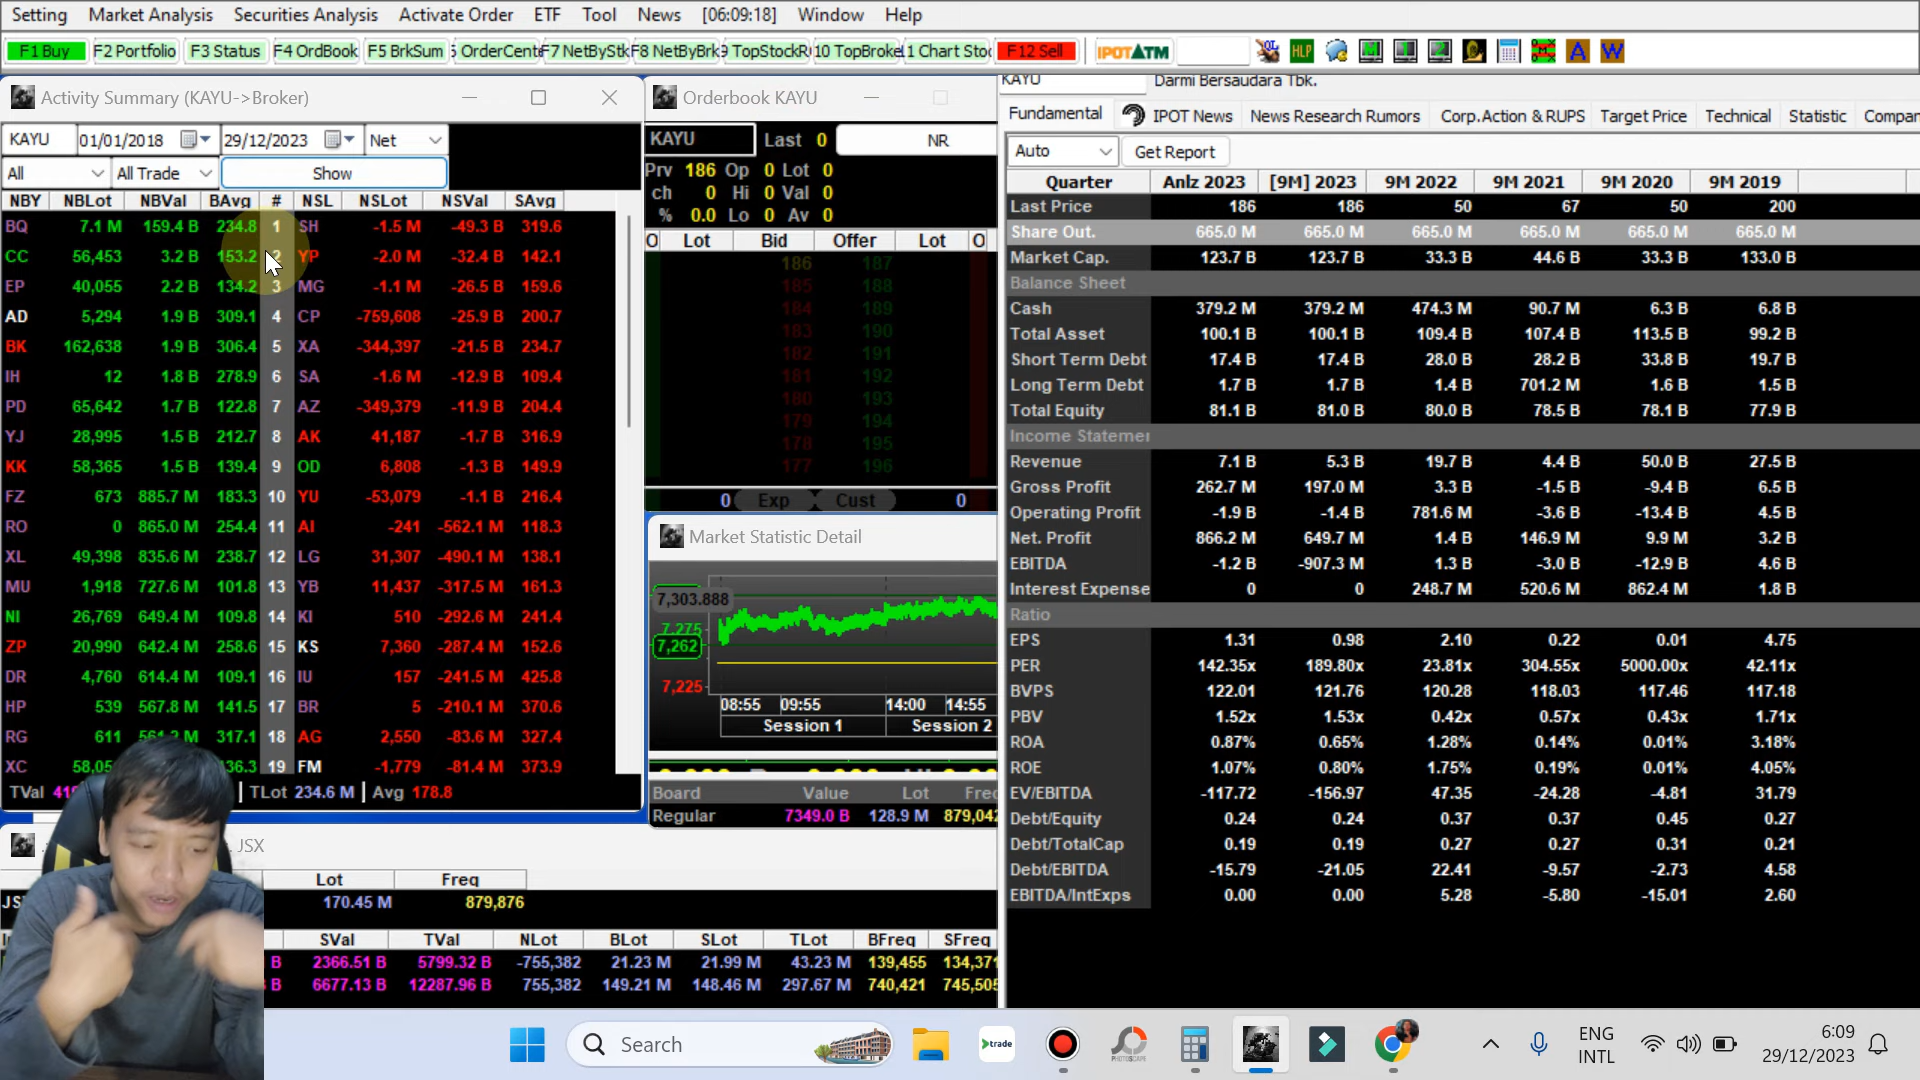 Setting Market Analysis Securities Analysis Activate Order ETF Tool News [06:09:18] Window Help
F1 Buy F2 Portfolio F3 Status F4 OrdBook F5 BrkSum OrderCent F7 NetByStk F8 NetByBrk TopStock 10 TopBroke Chart Sto F12 Sell IPOTATM
Activity Summary (KAYU->Broker)
KAYU 01/01/2018 29/12/2023 Net
All All Trade Show
NBY NBLot NBVal BAvg # NSL NSLot NSVal SAvg
BQ 7.1 M 159.4 B 234.8 1 SH -1.5 M -49.3 B 319.6
CC 56,453 3.2 B 153.2 2 YP -2.0 M -32.4 B 142.1
EP 40,055 2.2 B 134.2 3 MG -1.1 M -26.5 B 159.6
AD 5,294 1.9 B 309.1 4 CP -759,608 -25.9 B 200.7
BK 162,638 1.9 B 306.4 5 XA -344,397 -21.5 B 234.7
IH 12 1.8 B 278.9 6 SA -1.6 M -12.9 B 109.4
PD 65,642 1.7 B 122.8 7 AZ -349,379 -11.9 B 204.4
YJ 28,995 1.5 B 212.7 8 AK 41,187 -1.7 B 316.9
KK 58,365 1.5 B 139.4 9 OD 6,808 -1.3 B 149.9
FZ 673 885.7 M 183.3 10 YU -53,079 -1.1 B 216.4
RO 0 865.0 M 254.4 11 AI -241 -562.1 M 118.3
XL 49,398 835.6 M 238.7 12 LG 31,307 -490.1 M 138.1
MU 1,918 727.6 M 101.8 13 YB 11,437 -317.5 M 161.3
NI 26,769 649.4 M 109.8 14 KI 510 -292.6 M 241.4
ZP 20,990 642.4 M 258.6 15 KS 7,360 -287.4 M 152.6
DR 4,760 614.4 M 109.1 16 IU 157 -241.5 M 425.8
HP 539 567.8 M 141.5 17 BR 5 -210.1 M 370.6
RG 611 317.1 18 AG 2,550 -83.6 M 327.4
XC 19 FM -1,779 -81.4 M 373.9
TVal TLot 234.6 M Avg 178.8
Orderbook KAYU
KAYU Last 0 NR
Prv 186 Op 0 Lot 0
ch 0 Hi 0 Val 0
% 0.0 Lo 0 Av 0
O Lot Bid Offer Lot O
186 187
185 188
184 189
183 190
182 191
181 192
180 193
179 194
178 195
177 196
0 Exp Cust 0
Market Statistic Detail
7,303.888
7,275
7,262
7,225
08:55 09:55 14:00 14:55
Session 1 Session 2
Board Value Lot
Regular 7349.0 B 128.9 M 879,042
JSX
Lot Freq
170.45 M 879,876
SVal TVal NLot BLot SLot TLot BFreq SFreq
B 2366.51 B 5799.32 B -755,382 21.23 M 21.99 M 43.23 M 139,455 134,371
B 6677.13 B 12287.96 B 755,382 149.21 M 148.46 M 297.67 M 740,421 745,505
KAYU Darmi Bersaudara Tbk.
Fundamental IPOT News News Research Rumors Corp.Action & RUPS Target Price Technical Statistic Compan
Auto Get Report
Quarter Anlz 2023 [9M] 2023 9M 2022 9M 2021 9M 2020 9M 2019
Last Price 186 186 50 67 50 200
Share Out. 665.0 M 665.0 M 665.0 M 665.0 M 665.0 M 665.0 M
Market Cap. 123.7 B 123.7 B 33.3 B 44.6 B 33.3 B 133.0 B
Balance Sheet
Cash 379.2 M 379.2 M 474.3 M 90.7 M 6.3 B 6.8 B
Total Asset 100.1 B 100.1 B 109.4 B 107.4 B 113.5 B 99.2 B
Short Term Debt 17.4 B 17.4 B 28.0 B 28.2 B 33.8 B 19.7 B
Long Term Debt 1.7 B 1.7 B 1.4 B 701.2 M 1.6 B 1.5 B
Total Equity 81.1 B 81.0 B 80.0 B 78.5 B 78.1 B 77.9 B
Income Statemer
Revenue 7.1 B 5.3 B 19.7 B 4.4 B 50.0 B 27.5 B
Gross Profit 262.7 M 197.0 M 3.3 B -1.5 B -9.4 B 6.5 B
Operating Profit -1.9 B -1.4 B 781.6 M -3.6 B -13.4 B 4.5 B
Net. Profit 866.2 M 649.7 M 1.4 B 146.9 M 9.9 M 3.2 B
EBITDA -1.2 B -907.3 M 1.3 B -3.0 B -12.9 B 4.6 B
Interest Expense 0 0 248.7 M 520.6 M 862.4 M 1.8 B
Ratio
EPS 1.31 0.98 2.10 0.22 0.01 4.75
PER 142.35x 189.80x 23.81x 304.55x 5000.00x 42.11x
BVPS 122.01 121.76 120.28 118.03 117.46 117.18
PBV 1.52x 1.53x 0.42x 0.57x 0.43x 1.71x
ROA 0.87% 0.65% 1.28% 0.14% 0.01% 3.18%
ROE 1.07% 0.80% 1.75% 0.19% 0.01% 4.05%
EV/EBITDA -117.72 -156.97 47.35 -24.28 -4.81 31.79
Debt/Equity 0.24 0.24 0.37 0.37 0.45 0.27
Debt/TotalCap 0.19 0.19 0.27 0.27 0.31 0.21
Debt/EBITDA -15.79 -21.05 22.41 -9.57 -2.73 4.58
EBITDA/IntExps 0.00 0.00 5.28 -5.80 -15.01 2.60
Search trade PHOTOSCAPE ENG 6:09
INTL 29/12/2023